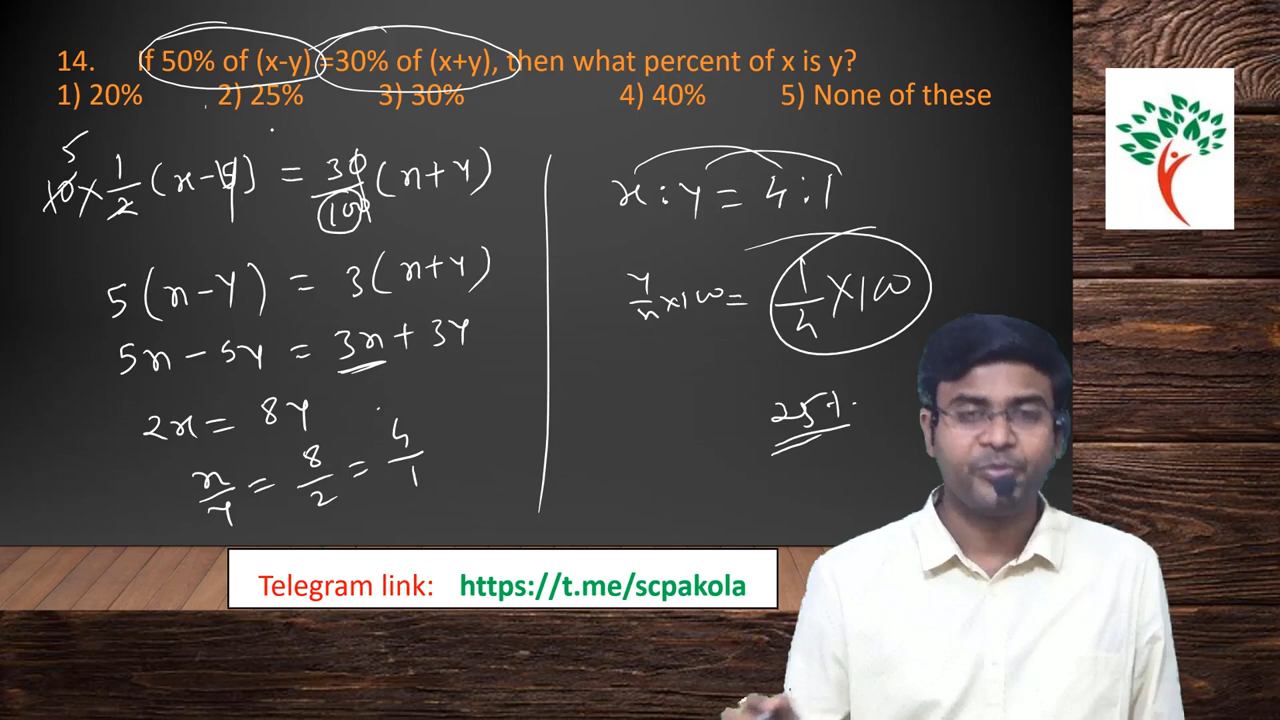 14. If 50% of (x-y) =30% of (x+y), then what percent of x is y?
1) 20% 2) 25% 3) 30% 4) 40% 5) None of these
5
10 × 1/2 (x-y) = 30/100 (x+y)
5(x-y) = 3(x+y)
5x - 5y = 3x + 3y
2x = 8y
x/y = 8/2 = 4/1
x : y = 4 : 1
y/x ×100 = 1/4 ×100
25%.
Telegram link: https://t.me/scpakola